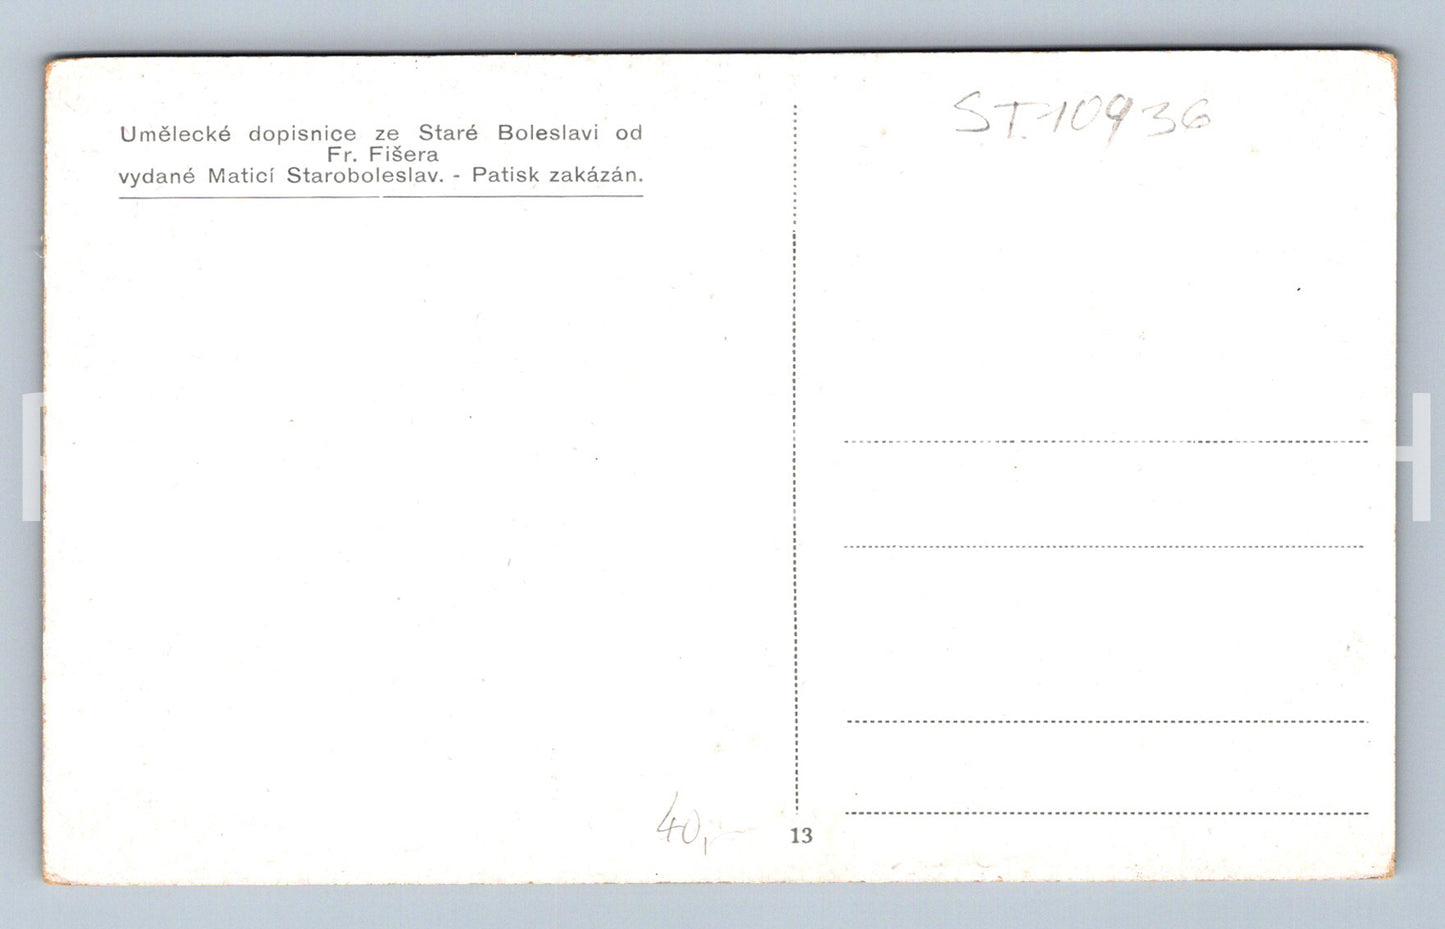 Umělecké dopisnice ze Staré Boleslavi od
Fr. Fišera
vydané Maticí Staroboleslav. - Patisk zakázán.
ST.10936
40,-
13